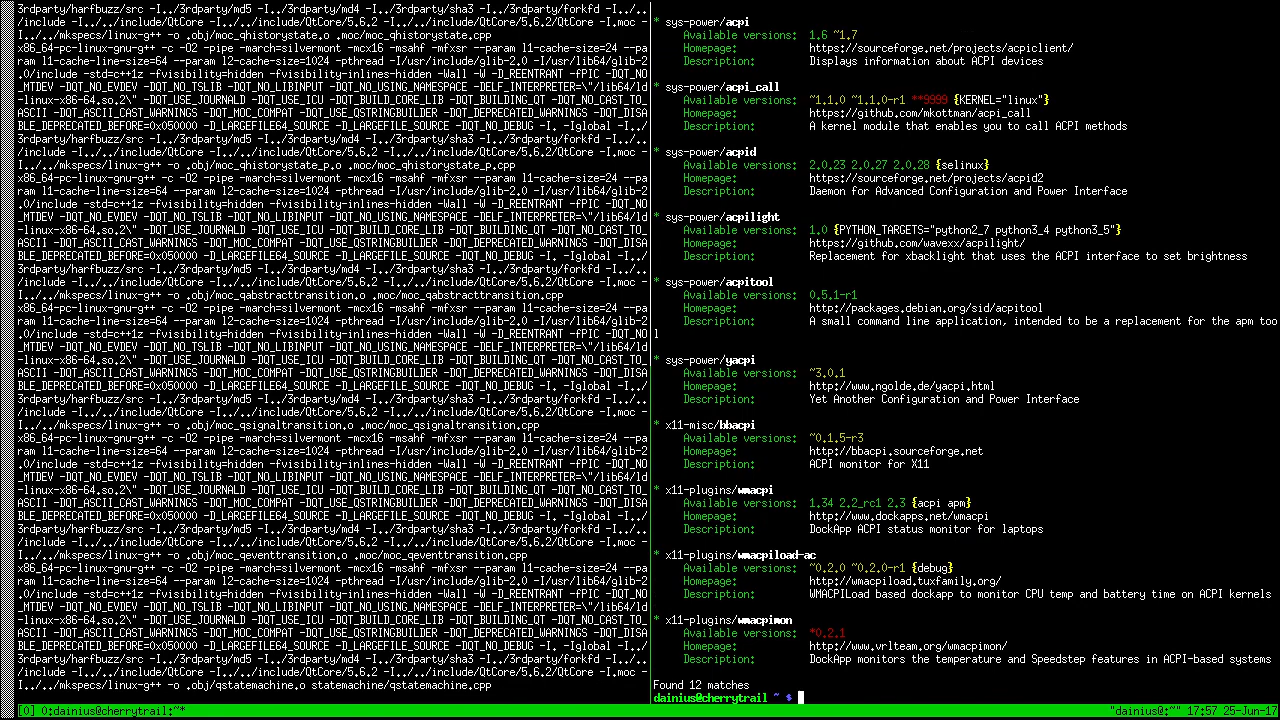 3rdparty/harfbuzz/src -I../3rdparty/md5 -I../3rdparty/md4 -I../3rdparty/sha3 -I../3rdparty/forkfd -I../../
include -I../../include/QtCore -I../../include/QtCore/5.6.2 -I../../include/QtCore/5.6.2/QtCore -I.moc -
I../../mkspecs/linux-g++ -o .obj/moc_qhistorystate.o .moc/moc_qhistorystate.cpp
x86_64-pc-linux-gnu-g++ -c -O2 -pipe -march=silvermont -mcx16 -msahf -mfxsr --param l1-cache-size=24 --pa
ram l1-cache-line-size=64 --param l2-cache-size=1024 -pthread -I/usr/include/glib-2.0 -I/usr/lib64/glib-2
.0/include -std=c++1z -fvisibility=hidden -fvisibility-inlines-hidden -Wall -W -D_REENTRANT -fPIC -DQT_NO
_MTDEV -DQT_NO_EVDEV -DQT_NO_TSLIB -DQT_NO_LIBINPUT -DQT_NO_USING_NAMESPACE -DELF_INTERPRETER=\"/lib64/ld
-linux-x86-64.so.2\" -DQT_USE_JOURNALD -DQT_USE_ICU -DQT_BUILD_CORE_LIB -DQT_BUILDING_QT -DQT_NO_CAST_TO_
ASCII -DQT_ASCII_CAST_WARNINGS -DQT_MOC_COMPAT -DQT_USE_QSTRINGBUILDER -DQT_DEPRECATED_WARNINGS -DQT_DISA
BLE_DEPRECATED_BEFORE=0x050000 -D_LARGEFILE64_SOURCE -D_LARGEFILE_SOURCE -DQT_NO_DEBUG -I. -Iglobal -I../
3rdparty/harfbuzz/src -I../3rdparty/md5 -I../3rdparty/md4 -I../3rdparty/sha3 -I../3rdparty/forkfd -I../..
/include -I../../include/QtCore -I../../include/QtCore/5.6.2 -I../../include/QtCore/5.6.2/QtCore -I.moc -
I../../mkspecs/linux-g++ -o .obj/moc_qhistorystate_p.o .moc/moc_qhistorystate_p.cpp
x86_64-pc-linux-gnu-g++ -c -O2 -pipe -march=silvermont -mcx16 -msahf -mfxsr --param l1-cache-size=24 --pa
ram l1-cache-line-size=64 --param l2-cache-size=1024 -pthread -I/usr/include/glib-2.0 -I/usr/lib64/glib-2
.0/include -std=c++1z -fvisibility=hidden -fvisibility-inlines-hidden -Wall -W -D_REENTRANT -fPIC -DQT_NO
_MTDEV -DQT_NO_EVDEV -DQT_NO_TSLIB -DQT_NO_LIBINPUT -DQT_NO_USING_NAMESPACE -DELF_INTERPRETER=\"/lib64/ld
-linux-x86-64.so.2\" -DQT_USE_JOURNALD -DQT_USE_ICU -DQT_BUILD_CORE_LIB -DQT_BUILDING_QT -DQT_NO_CAST_TO_
ASCII -DQT_ASCII_CAST_WARNINGS -DQT_MOC_COMPAT -DQT_USE_QSTRINGBUILDER -DQT_DEPRECATED_WARNINGS -DQT_DISA
BLE_DEPRECATED_BEFORE=0x050000 -D_LARGEFILE64_SOURCE -D_LARGEFILE_SOURCE -DQT_NO_DEBUG -I. -Iglobal -I../
3rdparty/harfbuzz/src -I../3rdparty/md5 -I../3rdparty/md4 -I../3rdparty/sha3 -I../3rdparty/forkfd -I../..
/include -I../../include/QtCore -I../../include/QtCore/5.6.2 -I../../include/QtCore/5.6.2/QtCore -I.moc -
I../../mkspecs/linux-g++ -o .obj/moc_qabstracttransition.o .moc/moc_qabstracttransition.cpp
x86_64-pc-linux-gnu-g++ -c -O2 -pipe -march=silvermont -mcx16 -msahf -mfxsr --param l1-cache-size=24 --pa
ram l1-cache-line-size=64 --param l2-cache-size=1024 -pthread -I/usr/include/glib-2.0 -I/usr/lib64/glib-2
.0/include -std=c++1z -fvisibility=hidden -fvisibility-inlines-hidden -Wall -W -D_REENTRANT -fPIC -DQT_NO
_MTDEV -DQT_NO_EVDEV -DQT_NO_TSLIB -DQT_NO_LIBINPUT -DQT_NO_USING_NAMESPACE -DELF_INTERPRETER=\"/lib64/ld
-linux-x86-64.so.2\" -DQT_USE_JOURNALD -DQT_USE_ICU -DQT_BUILD_CORE_LIB -DQT_BUILDING_QT -DQT_NO_CAST_TO_
ASCII -DQT_ASCII_CAST_WARNINGS -DQT_MOC_COMPAT -DQT_USE_QSTRINGBUILDER -DQT_DEPRECATED_WARNINGS -DQT_DISA
BLE_DEPRECATED_BEFORE=0x050000 -D_LARGEFILE64_SOURCE -D_LARGEFILE_SOURCE -DQT_NO_DEBUG -I. -Iglobal -I../
3rdparty/harfbuzz/src -I../3rdparty/md5 -I../3rdparty/md4 -I../3rdparty/sha3 -I../3rdparty/forkfd -I../..
/include -I../../include/QtCore -I../../include/QtCore/5.6.2 -I../../include/QtCore/5.6.2/QtCore -I.moc -
I../../mkspecs/linux-g++ -o .obj/moc_qsignaltransition.o .moc/moc_qsignaltransition.cpp
x86_64-pc-linux-gnu-g++ -c -O2 -pipe -march=silvermont -mcx16 -msahf -mfxsr --param l1-cache-size=24 --pa
ram l1-cache-line-size=64 --param l2-cache-size=1024 -pthread -I/usr/include/glib-2.0 -I/usr/lib64/glib-2
.0/include -std=c++1z -fvisibility=hidden -fvisibility-inlines-hidden -Wall -W -D_REENTRANT -fPIC -DQT_NO
_MTDEV -DQT_NO_EVDEV -DQT_NO_TSLIB -DQT_NO_LIBINPUT -DQT_NO_USING_NAMESPACE -DELF_INTERPRETER=\"/lib64/ld
-linux-x86-64.so.2\" -DQT_USE_JOURNALD -DQT_USE_ICU -DQT_BUILD_CORE_LIB -DQT_BUILDING_QT -DQT_NO_CAST_TO_
ASCII -DQT_ASCII_CAST_WARNINGS -DQT_MOC_COMPAT -DQT_USE_QSTRINGBUILDER -DQT_DEPRECATED_WARNINGS -DQT_DISA
BLE_DEPRECATED_BEFORE=0x050000 -D_LARGEFILE64_SOURCE -D_LARGEFILE_SOURCE -DQT_NO_DEBUG -I. -Iglobal -I../
3rdparty/harfbuzz/src -I../3rdparty/md5 -I../3rdparty/md4 -I../3rdparty/sha3 -I../3rdparty/forkfd -I../..
/include -I../../include/QtCore -I../../include/QtCore/5.6.2 -I../../include/QtCore/5.6.2/QtCore -I.moc -
I../../mkspecs/linux-g++ -o .obj/moc_qeventtransition.o .moc/moc_qeventtransition.cpp
x86_64-pc-linux-gnu-g++ -c -O2 -pipe -march=silvermont -mcx16 -msahf -mfxsr --param l1-cache-size=24 --pa
ram l1-cache-line-size=64 --param l2-cache-size=1024 -pthread -I/usr/include/glib-2.0 -I/usr/lib64/glib-2
.0/include -std=c++1z -fvisibility=hidden -fvisibility-inlines-hidden -Wall -W -D_REENTRANT -fPIC -DQT_NO
_MTDEV -DQT_NO_EVDEV -DQT_NO_TSLIB -DQT_NO_LIBINPUT -DQT_NO_USING_NAMESPACE -DELF_INTERPRETER=\"/lib64/ld
-linux-x86-64.so.2\" -DQT_USE_JOURNALD -DQT_USE_ICU -DQT_BUILD_CORE_LIB -DQT_BUILDING_QT -DQT_NO_CAST_TO_
ASCII -DQT_ASCII_CAST_WARNINGS -DQT_MOC_COMPAT -DQT_USE_QSTRINGBUILDER -DQT_DEPRECATED_WARNINGS -DQT_DISA
BLE_DEPRECATED_BEFORE=0x050000 -D_LARGEFILE64_SOURCE -D_LARGEFILE_SOURCE -DQT_NO_DEBUG -I. -Iglobal -I../
3rdparty/harfbuzz/src -I../3rdparty/md5 -I../3rdparty/md4 -I../3rdparty/sha3 -I../3rdparty/forkfd -I../..
/include -I../../include/QtCore -I../../include/QtCore/5.6.2 -I../../include/QtCore/5.6.2/QtCore -I.moc -
I../../mkspecs/linux-g++ -o .obj/qstatemachine.o statemachine/qstatemachine.cpp
* sys-power/acpi
Available versions: 1.6 ~1.7
Homepage: https://sourceforge.net/projects/acpiclient/
Description: Displays information about ACPI devices
* sys-power/acpi_call
Available versions: ~1.1.0 ~1.1.0-r1 **9999 {KERNEL="linux"}
Homepage: https://github.com/mkottman/acpi_call
Description: A kernel module that enables you to call ACPI methods
* sys-power/acpid
Available versions: 2.0.23 2.0.27 2.0.28 {selinux}
Homepage: https://sourceforge.net/projects/acpid2
Description: Daemon for Advanced Configuration and Power Interface
* sys-power/acpilight
Available versions: 1.0 {PYTHON_TARGETS="python2_7 python3_4 python3_5"}
Homepage: https://github.com/wavexx/acpilight/
Description: Replacement for xbacklight that uses the ACPI interface to set brightness
* sys-power/acpitool
Available versions: 0.5.1-r1
Homepage: http://packages.debian.org/sid/acpitool
Description: A small command line application, intended to be a replacement for the apm too
l
* sys-power/yacpi
Available versions: ~3.0.1
Homepage: http://www.ngolde.de/yacpi.html
Description: Yet Another Configuration and Power Interface
* x11-misc/bbacpi
Available versions: ~0.1.5-r3
Homepage: http://bbacpi.sourceforge.net
Description: ACPI monitor for X11
* x11-plugins/wmacpi
Available versions: 1.34 2.2_rc1 2.3 {acpi apm}
Homepage: http://www.dockapps.net/wmacpi
Description: DockApp ACPI status monitor for laptops
* x11-plugins/wmacpiload-ac
Available versions: ~0.2.0 ~0.2.0-r1 {debug}
Homepage: http://wmacpiload.tuxfamily.org/
Description: WMACPILoad based dockapp to monitor CPU temp and battery time on ACPI kernels
* x11-plugins/wmacpimon
Available versions: *0.2.1
Homepage: http://www.vrlteam.org/wmacpimon/
Description: DockApp monitors the temperature and Speedstep features in ACPI-based systems
Found 12 matches
dainius@cherrytrail ~ $
[0] 0:dainius@cherrytrail:~* "dainius@:~" 17:57 25-Jun-17